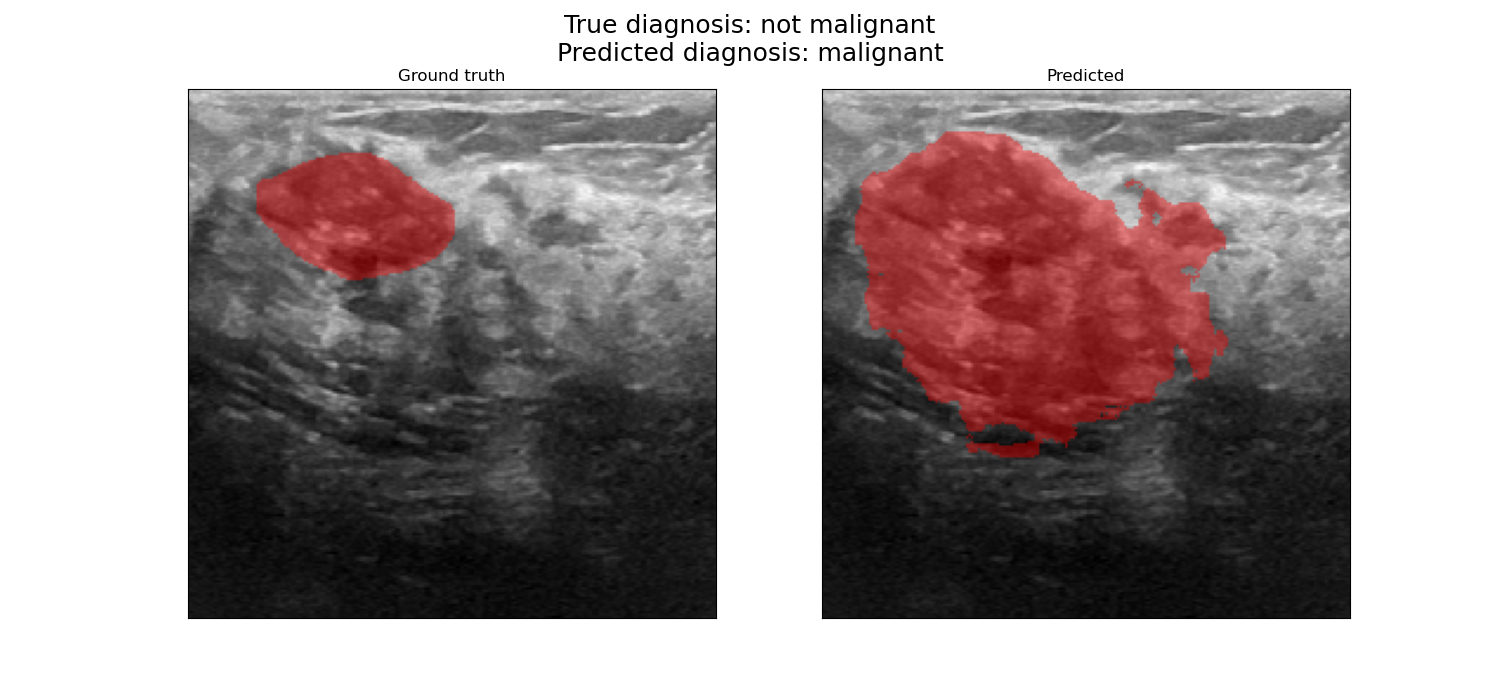 True diagnosis: not malignant
Predicted diagnosis: malignant
Ground truth
Predicted